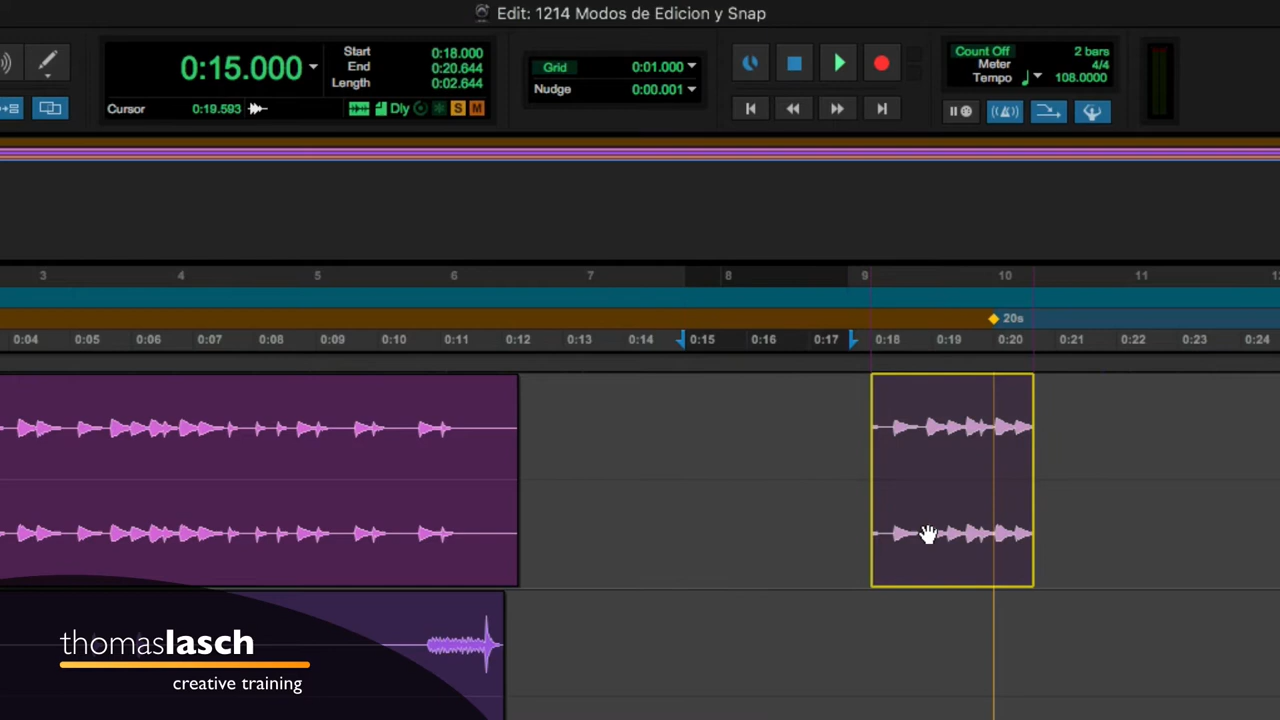 Edit: 1214 Modos de Edicion y Snap
0:15.000
Start 0:18.000
End 0:20.644
Length 0:02.644
Cursor 0:19.593
Dly S M
Grid 0:01.000
Nudge 0:00.001
Count Off 2 bars
Meter 4/4
Tempo 108.0000
3 4 5 6 7 8 9 10 11
20s
0:04 0:05 0:06 0:07 0:08 0:09 0:10 0:11 0:12 0:13 0:14 0:15 0:16 0:17 0:18 0:19 0:20 0:21 0:22 0:23 0:24
thomaslasch
creative training